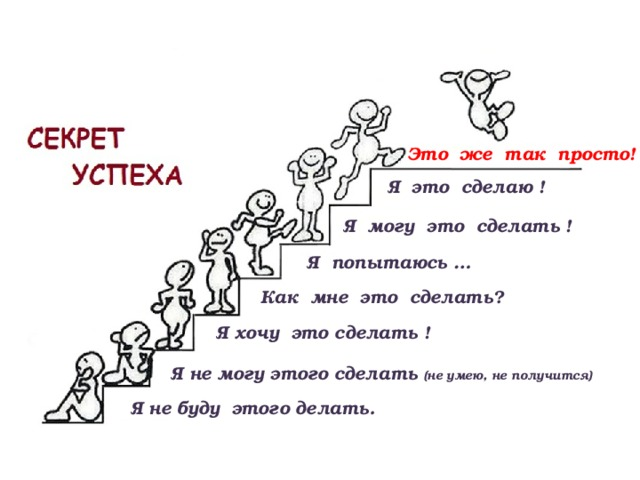 СЕКРЕТ
УСПЕХА
Это же так просто!
Я это сделаю !
Я могу это сделать !
Я попытаюсь ...
Как мне это сделать?
Я хочу это сделать !
Я не могу этого сделать (не умею, не получится)
Я не буду этого делать.